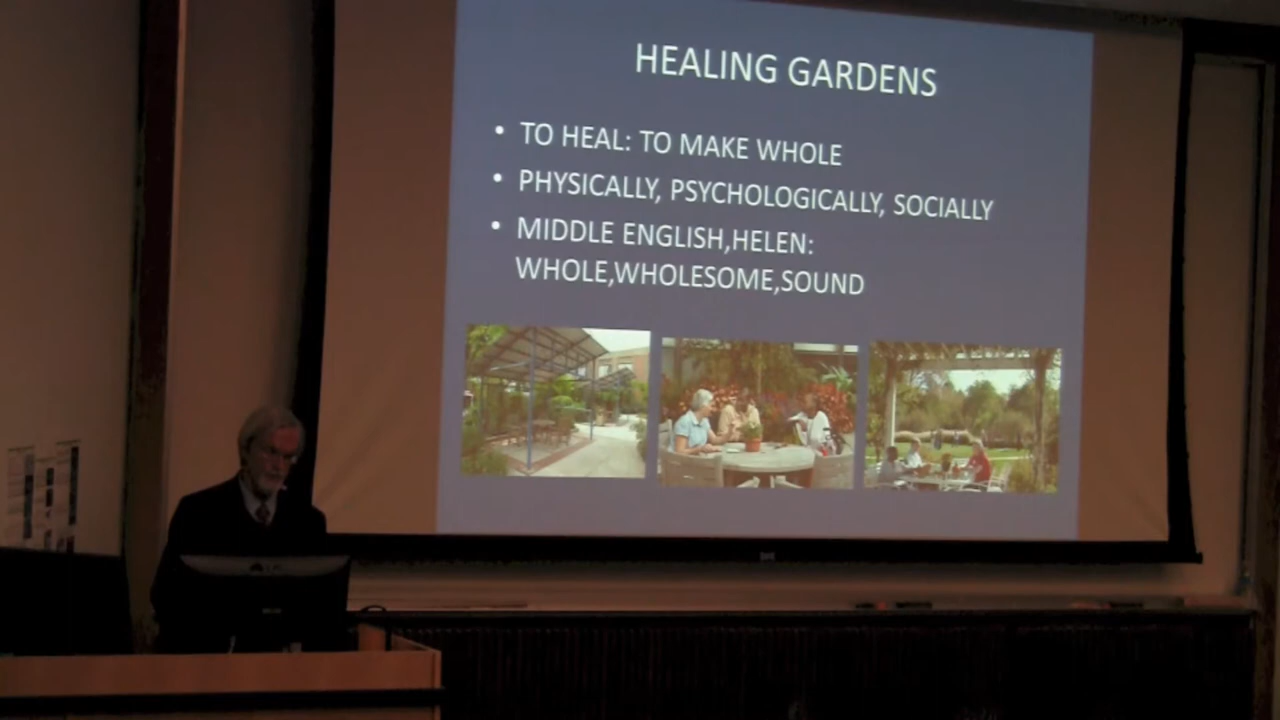 HEALING GARDENS
• TO HEAL: TO MAKE WHOLE
• PHYSICALLY, PSYCHOLOGICALLY, SOCIALLY
• MIDDLE ENGLISH,HELEN:
WHOLE,WHOLESOME,SOUND